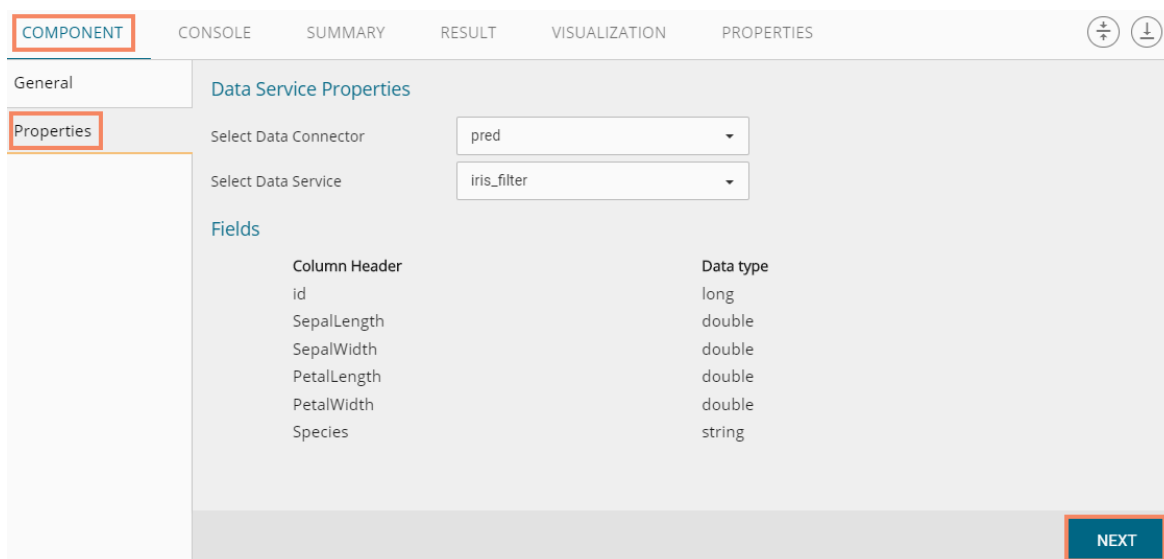 COMPONENT CONSOLE SUMMARY RESULT VISUALIZATION PROPERTIES
General
Properties
Data Service Properties
Select Data Connector pred
Select Data Service iris_filter
Fields
Column Header Data type
id long
SepalLength double
SepalWidth double
PetalLength double
PetalWidth double
Species string
NEXT